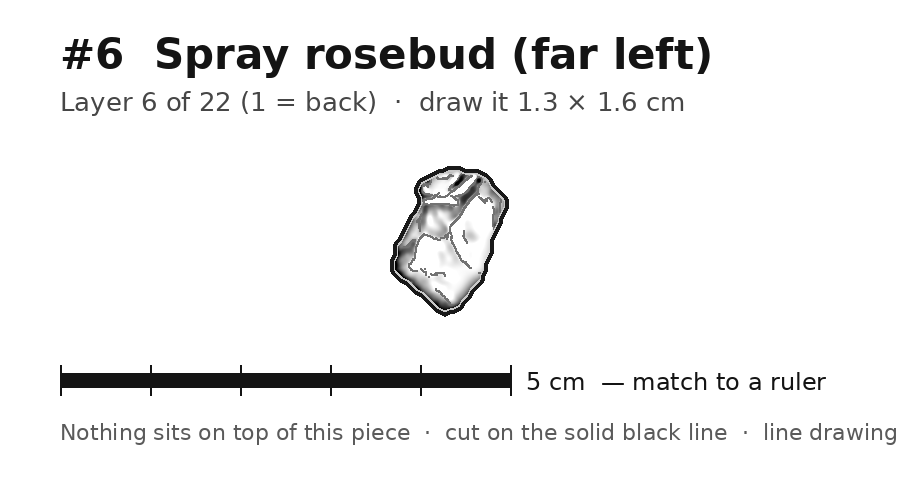 #6 Spray rosebud (far left)
Layer 6 of 22 (1 = back) · draw it 1.3 × 1.6 cm
5 cm — match to a ruler
Nothing sits on top of this piece · cut on the solid black line · line drawing